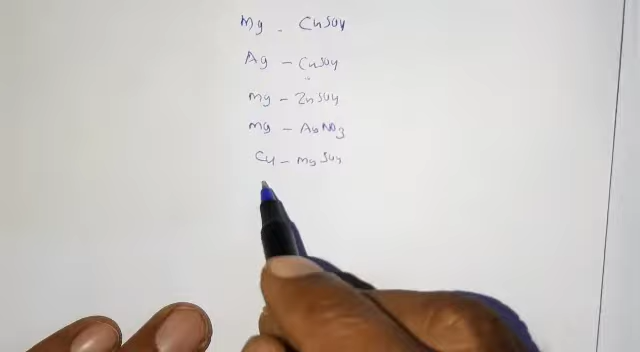 Mg - CuSO4
Ag - CuSO4
Mg - ZnSO4
Mg - AgNO3
Cu - MgSO4